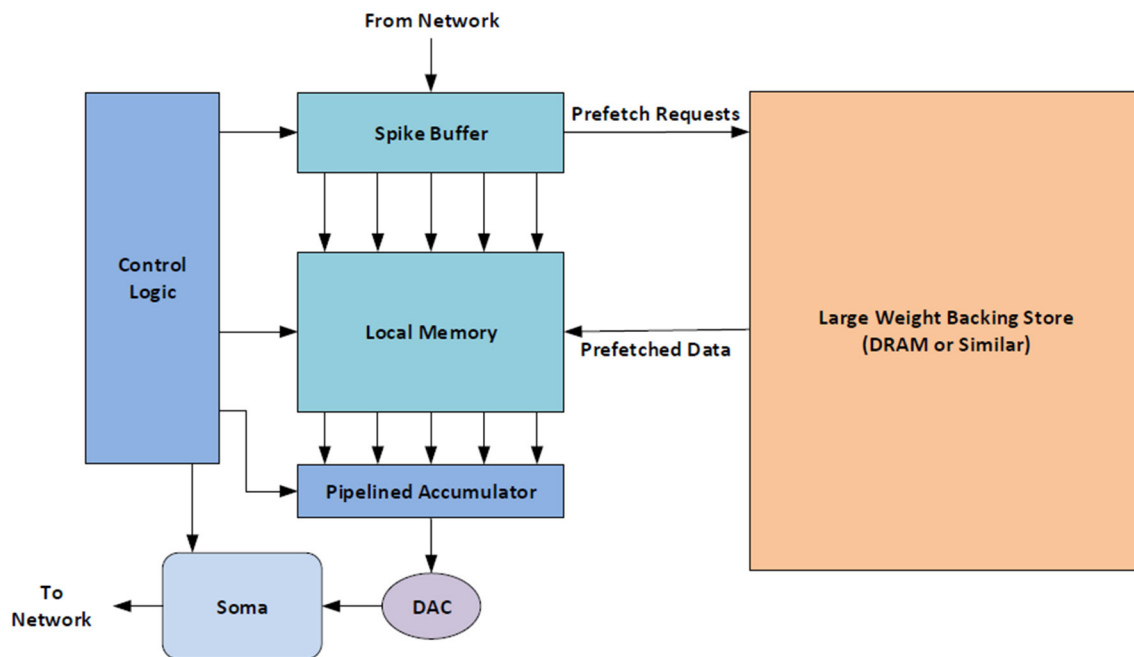 From Network
Spike Buffer
Prefetch Requests
Control
Logic
Local Memory
Prefetched Data
Large Weight Backing Store
(DRAM or Similar)
Pipelined Accumulator
To
Network
Soma
DAC